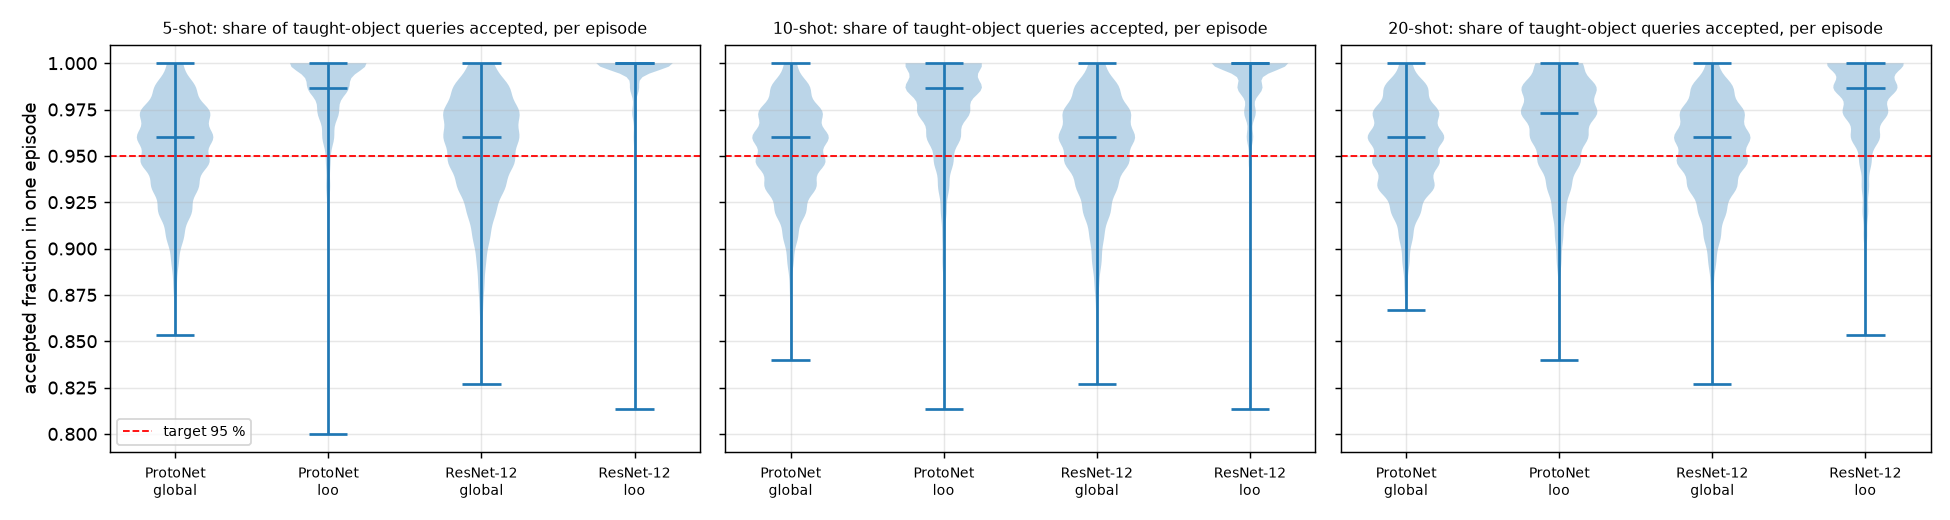 5-shot: share of taught-object queries accepted, per episode
10-shot: share of taught-object queries accepted, per episode
20-shot: share of taught-object queries accepted, per episode
accepted fraction in one episode
1.000
0.975
0.950
0.925
0.900
0.875
0.850
0.825
0.800
target 95 %
ProtoNet
global
ProtoNet
loo
ResNet-12
global
ResNet-12
loo
ProtoNet
global
ProtoNet
loo
ResNet-12
global
ResNet-12
loo
ProtoNet
global
ProtoNet
loo
ResNet-12
global
ResNet-12
loo